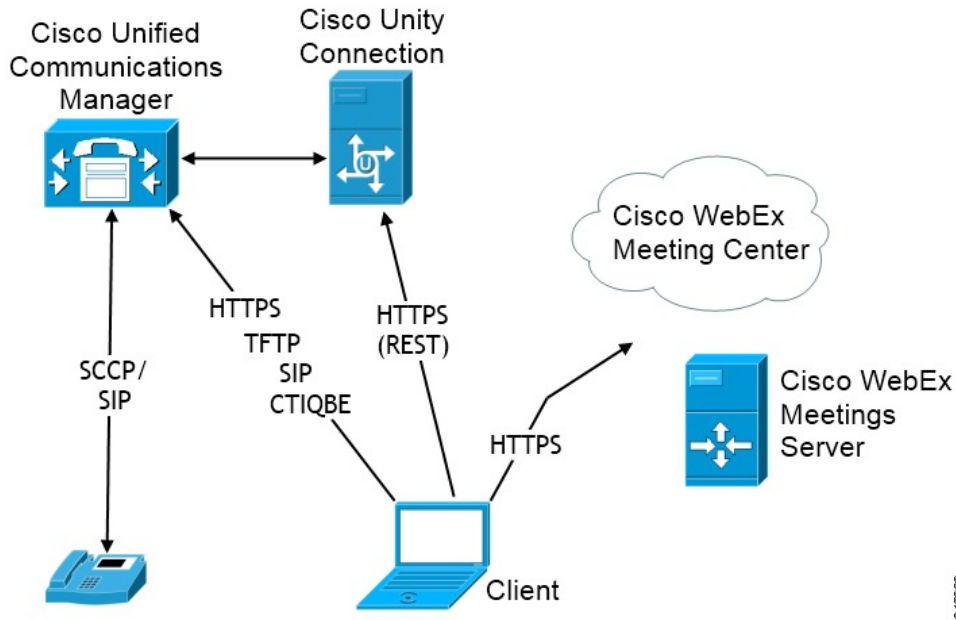 Cisco Unified
Communications
Manager
Cisco Unity
Connection
U
Cisco WebEx
Meeting Center
HTTPS
TFTP
SIP
CTIQBE
HTTPS
(REST)
SCCP/
SIP
HTTPS
Cisco WebEx
Meetings
Server
Client